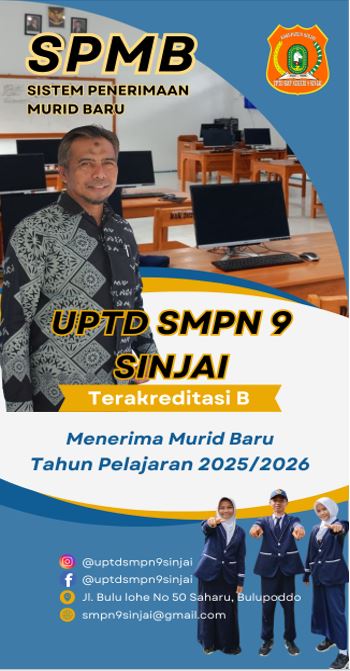 SPMB
SISTEM PENERIMAAN
MURID BARU
UPTD SMPN 9
SINJAI
Terakreditasi B
Menerima Murid Baru
Tahun Pelajaran 2025/2026
@uptdsmpn9sinjai
@uptdsmpn9sinjai
Jl. Bulu lohe No 50 Saharu, Bulupoddo
smpn9sinjai@gmail.com